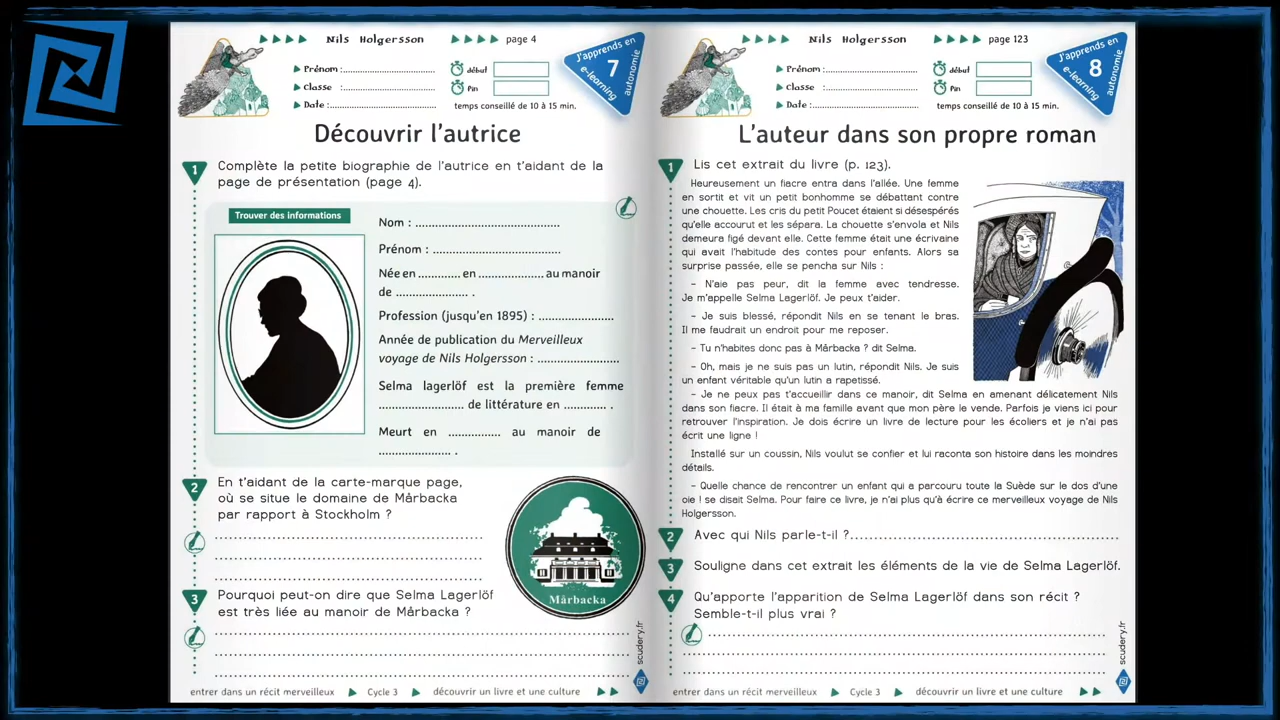 Nils Holgersson
page 4
Prénom :
début
Classe :
fin
Date :
temps conseillé de 10 à 15 min.
J'apprends en
7
e-learning
autonomie
Découvrir l'autrice
1
Complète la petite biographie de l'autrice en t'aidant de la
page de présentation (page 4).
Trouver des informations
Nom :
Prénom :
Née en ............ en .................. au manoir
de ...................... .
Profession (jusqu'en 1895) :
Année de publication du Merveilleux
voyage de Nils Holgersson :
Selma lagerlöf est la première femme
......................... de littérature en ............ .
Meurt en ............... au manoir de
...................... .
2
En t'aidant de la carte-marque page,
où se situe le domaine de Mårbacka
par rapport à Stockholm ?
Mårbacka
3
Pourquoi peut-on dire que Selma Lagerlöf
est très liée au manoir de Mårbacka ?
scudery.fr
entrer dans un récit merveilleux
Cycle 3
découvrir un livre et une culture
Nils Holgersson
page 123
Prénom :
début
Classe :
fin
Date :
temps conseillé de 10 à 15 min.
J'apprends en
8
e-learning
autonomie
L'auteur dans son propre roman
1
Lis cet extrait du livre (p. 123).
Heureusement un fiacre entra dans l'allée. Une femme
en sortit et vit un petit bonhomme se débattant contre
une chouette. Les cris du petit Poucet étaient si désespérés
qu'elle accourut et les sépara. La chouette s'envola et Nils
demeura figé devant elle. Cette femme était une écrivaine
qui avait l'habitude des contes pour enfants. Alors sa
surprise passée, elle se pencha sur Nils :
– N'aie pas peur, dit la femme avec tendresse.
Je m'appelle Selma Lagerlöf. Je peux t'aider.
– Je suis blessé, répondit Nils en se tenant le bras.
Il me faudrait un endroit pour me reposer.
– Tu n'habites donc pas à Mårbacka ? dit Selma.
– Oh, mais je ne suis pas un lutin, répondit Nils. Je suis
un enfant véritable qu'un lutin a rapetissé.
– Je ne peux pas t'accueillir dans ce manoir, dit Selma en amenant délicatement Nils
dans son fiacre. Il était à ma famille avant que mon père le vende. Parfois je viens ici pour
retrouver l'inspiration. Je dois écrire un livre de lecture pour les écoliers et je n'ai pas
écrit une ligne !
Installé sur un coussin, Nils voulut se confier et lui raconta son histoire dans les moindres
détails.
– Quelle chance de rencontrer un enfant qui a parcouru toute la Suède sur le dos d'une
oie ! se disait Selma. Pour faire ce livre, je n'ai plus qu'à écrire ce merveilleux voyage de Nils
Holgersson.
2
Avec qui Nils parle-t-il ?
3
Souligne dans cet extrait les éléments de la vie de Selma Lagerlöf.
4
Qu'apporte l'apparition de Selma Lagerlöf dans son récit ?
Semble-t-il plus vrai ?
scudery.fr
entrer dans un récit merveilleux
Cycle 3
découvrir un livre et une culture